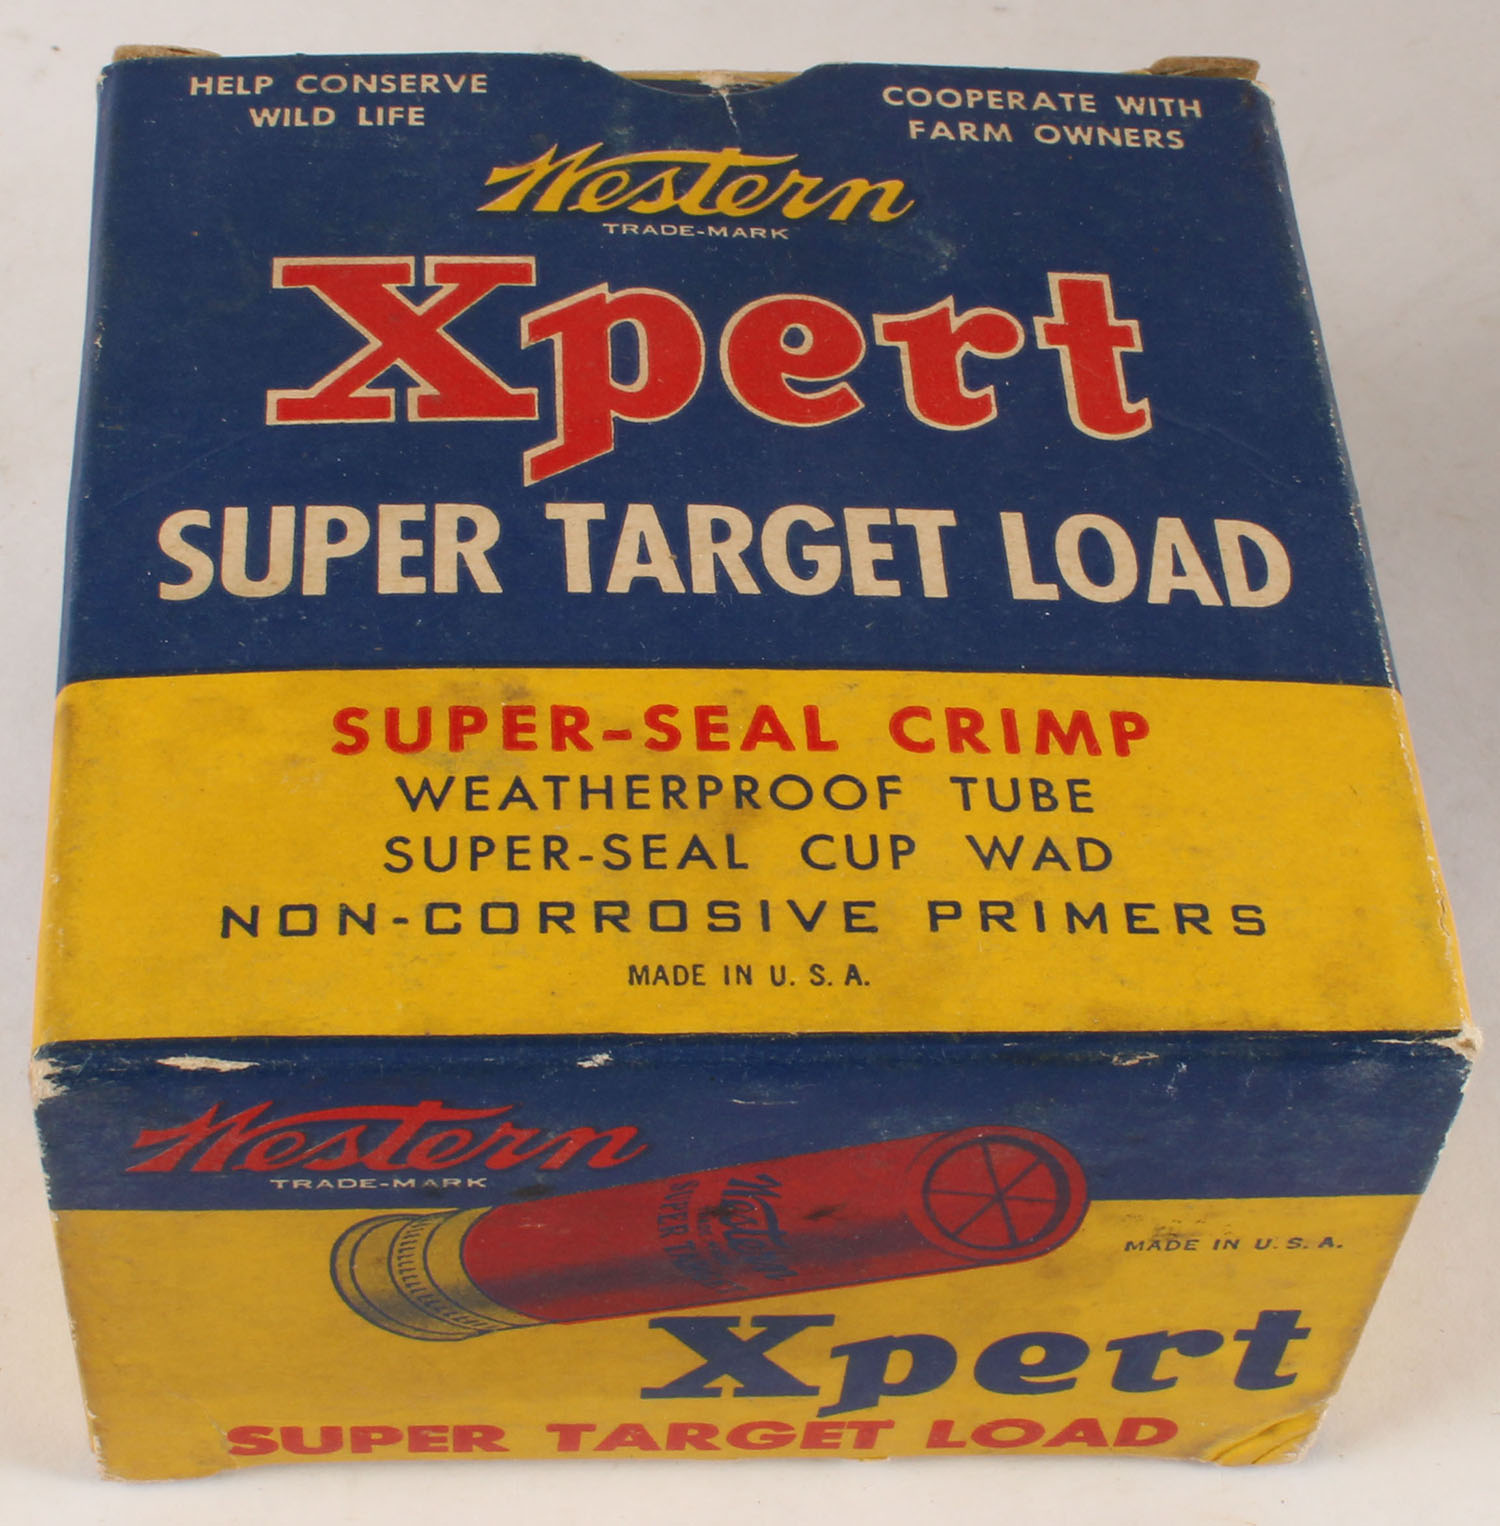 HELP CONSERVE
WILD LIFE
COOPERATE WITH
FARM OWNERS
Western
TRADE-MARK
Xpert
SUPER TARGET LOAD
SUPER-SEAL CRIMP
WEATHERPROOF TUBE
SUPER-SEAL CUP WAD
NON-CORROSIVE PRIMERS
MADE IN U. S. A.
Western
TRADE-MARK
Western
SUPER
MADE IN U. S. A.
Xpert
SUPER TARGET LOAD